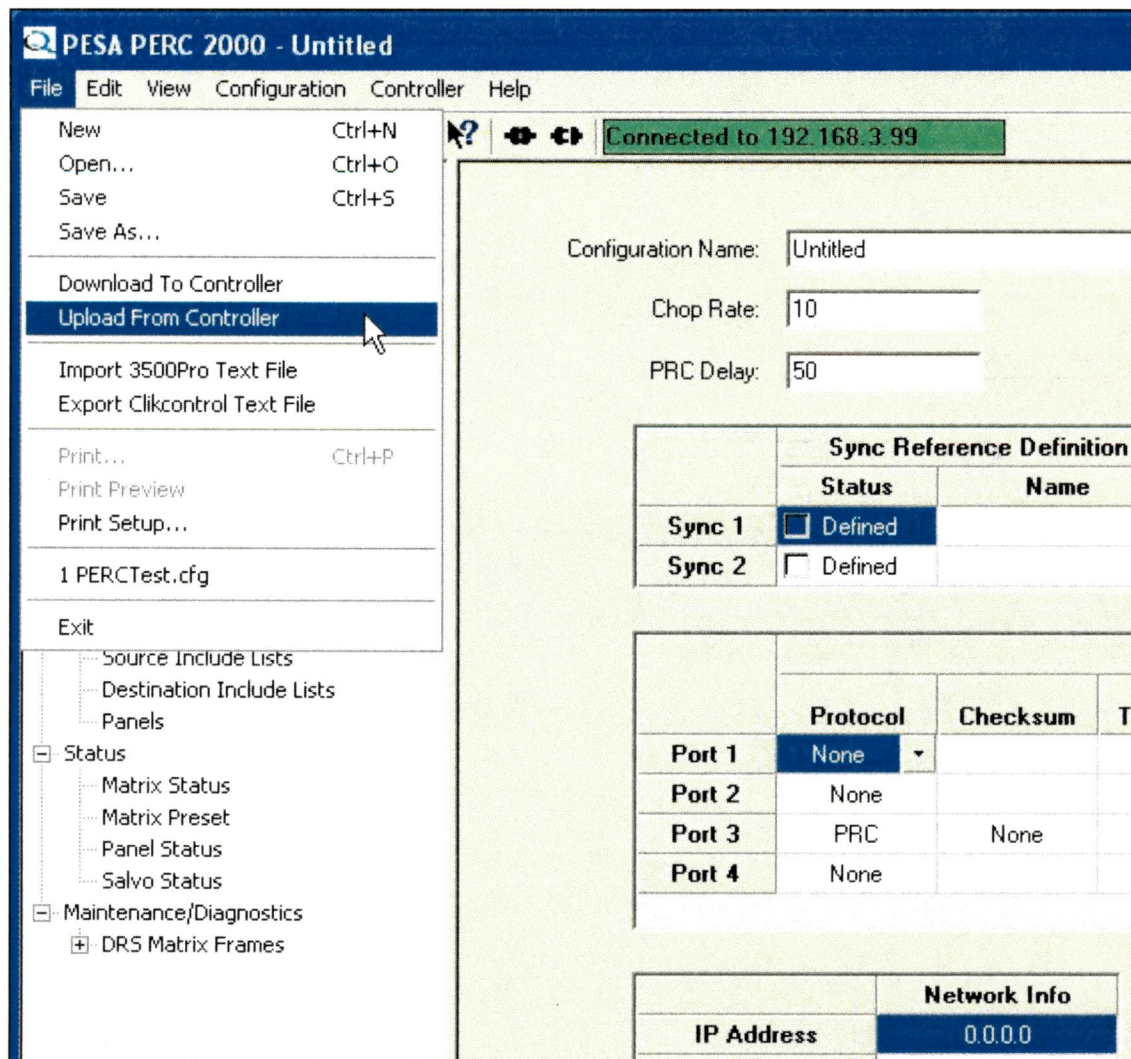 PESA PERC 2000 - Untitled
File Edit View Configuration Controller Help
Connected to 192.168.3.99
New Ctrl+N
Open... Ctrl+O
Save Ctrl+S
Save As...
Download To Controller
Upload From Controller
Import 3500Pro Text File
Export Clikcontrol Text File
Print... Ctrl+P
Print Preview
Print Setup...
1 PERCTest.cfg
Exit
Source Include Lists
Destination Include Lists
Panels
Status
Matrix Status
Matrix Preset
Panel Status
Salvo Status
Maintenance/Diagnostics
DRS Matrix Frames
Configuration Name: Untitled
Chop Rate: 10
PRC Delay: 50
Sync Reference Definition
Status Name
Sync 1 Defined
Sync 2 Defined
Protocol Checksum T
Port 1 None
Port 2 None
Port 3 PRC None
Port 4 None
Network Info
IP Address 0.0.0.0